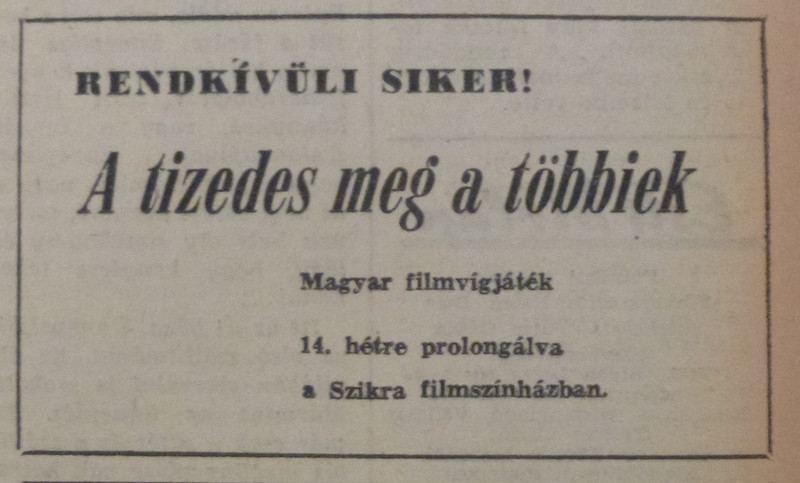 RENDKÍVÜLI SIKER!
A tizedes meg a többiek
Magyar filmvígjáték
14. hétre prolongálva
a Szikra filmszínházban.